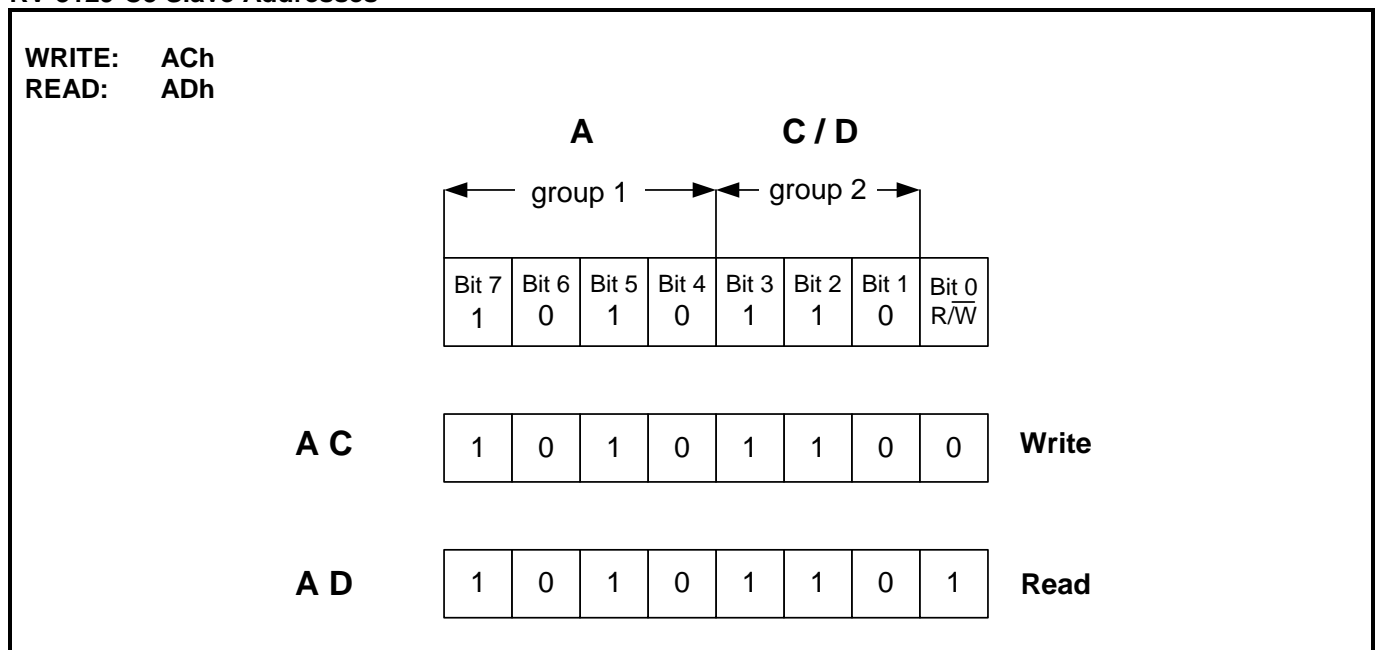 WRITE: ACh
READ: ADh
A C / D
group 1 group 2
Bit 7 Bit 6 Bit 5 Bit 4 Bit 3 Bit 2 Bit 1 Bit 0
1 0 1 0 1 1 0 R/W̅
A C 1 0 1 0 1 1 0 0 Write
A D 1 0 1 0 1 1 0 1 Read